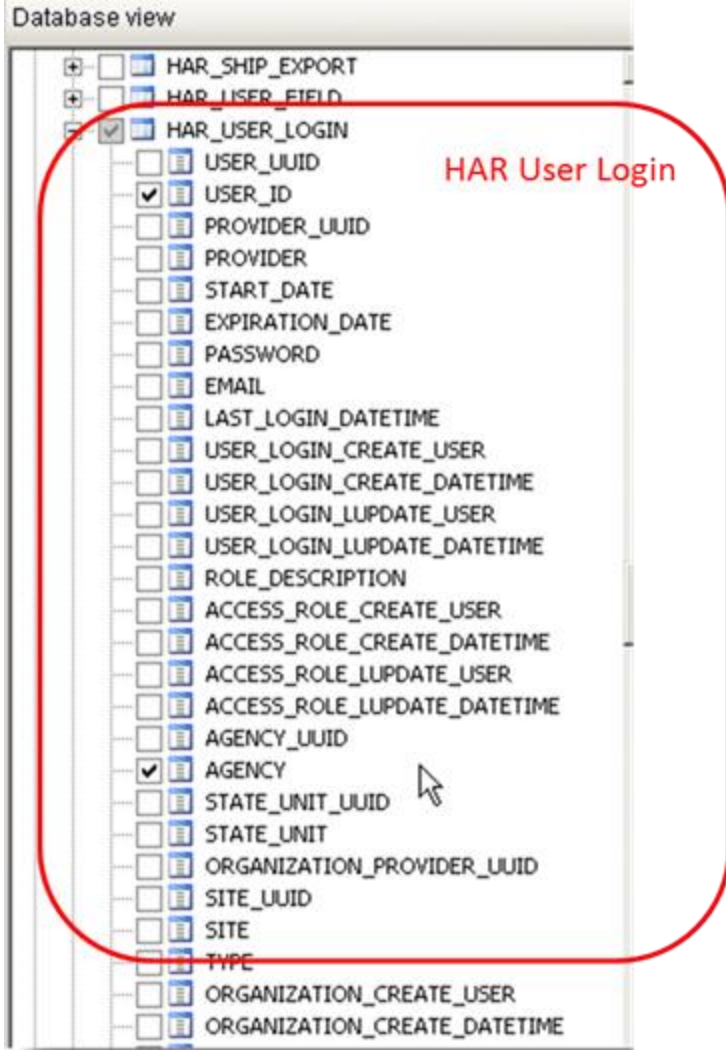 Database view
HAR_SHIP_EXPORT
HAR_USER_FIELD
HAR_USER_LOGIN
HAR User Login
USER_UUID
USER_ID
PROVIDER_UUID
PROVIDER
START_DATE
EXPIRATION_DATE
PASSWORD
EMAIL
LAST_LOGIN_DATETIME
USER_LOGIN_CREATE_USER
USER_LOGIN_CREATE_DATETIME
USER_LOGIN_LUPDATE_USER
USER_LOGIN_LUPDATE_DATETIME
ROLE_DESCRIPTION
ACCESS_ROLE_CREATE_USER
ACCESS_ROLE_CREATE_DATETIME
ACCESS_ROLE_LUPDATE_USER
ACCESS_ROLE_LUPDATE_DATETIME
AGENCY_UUID
AGENCY
STATE_UNIT_UUID
STATE_UNIT
ORGANIZATION_PROVIDER_UUID
SITE_UUID
SITE
TYPE
ORGANIZATION_CREATE_USER
ORGANIZATION_CREATE_DATETIME